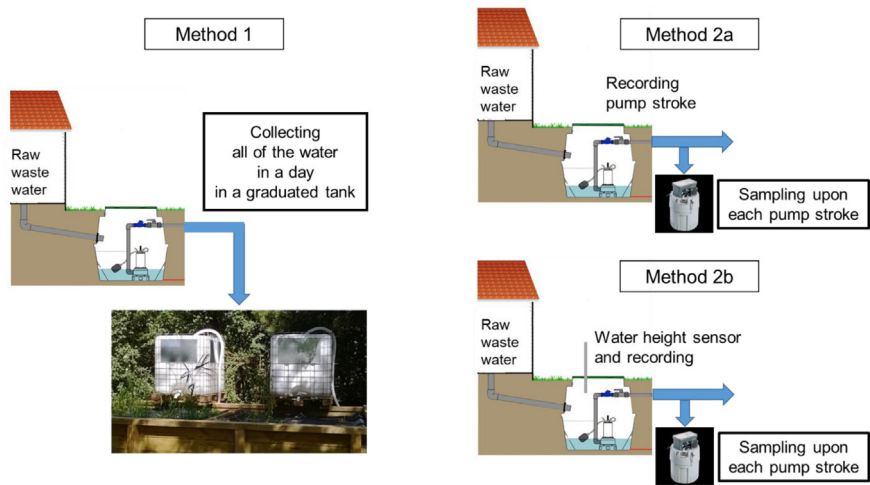 Method 1
Raw
waste
water
Collecting
all of the water
in a day
in a graduated tank
Method 2a
Raw
waste
water
Recording
pump stroke
Sampling upon
each pump stroke
Method 2b
Raw
waste
water
Water height sensor
and recording
Sampling upon
each pump stroke